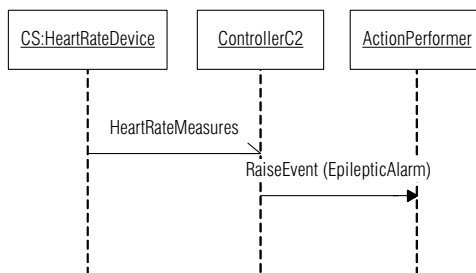 CS:HeartRateDevice
ControllerC2
ActionPerformer
HeartRateMeasures
RaiseEvent (EpilepticAlarm)